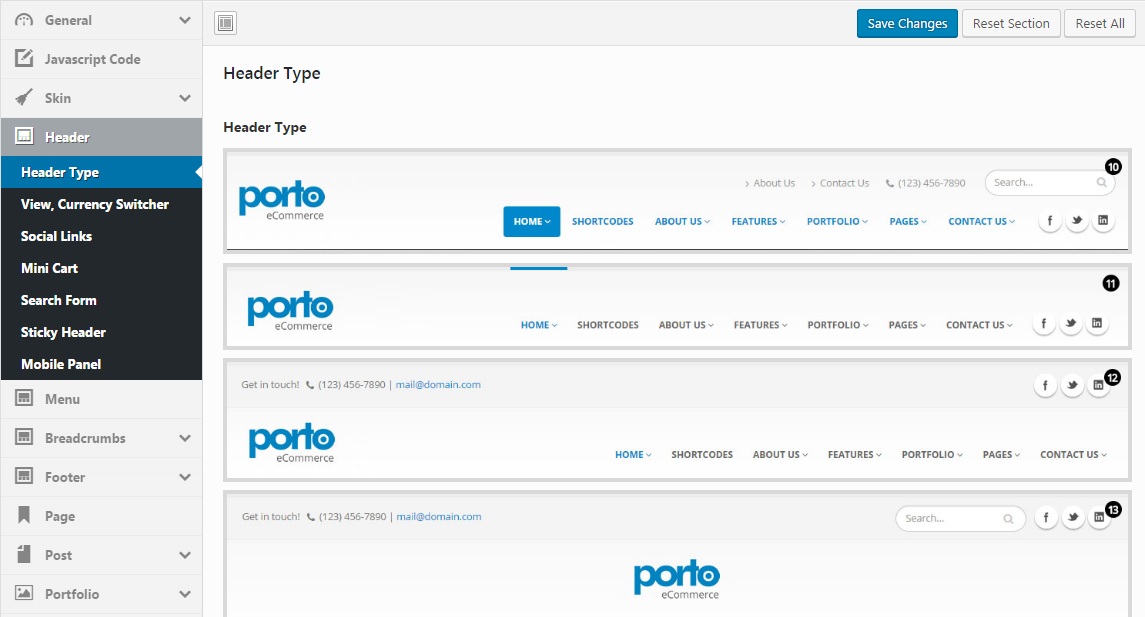 General
Javascript Code
Skin
Header
Header Type
View, Currency Switcher
Social Links
Mini Cart
Search Form
Sticky Header
Mobile Panel
Menu
Breadcrumbs
Footer
Page
Post
Portfolio
Save Changes Reset Section Reset All
Header Type
Header Type
10
About Us Contact Us (123) 456-7890 Search...
porto
eCommerce
HOME SHORTCODES ABOUT US FEATURES PORTFOLIO PAGES CONTACT US f in
11
porto
eCommerce
HOME SHORTCODES ABOUT US FEATURES PORTFOLIO PAGES CONTACT US f in
12
Get in touch! (123) 456-7890 | mail@domain.com f in
porto
eCommerce
HOME SHORTCODES ABOUT US FEATURES PORTFOLIO PAGES CONTACT US
13
Get in touch! (123) 456-7890 | mail@domain.com Search... f in
porto
eCommerce